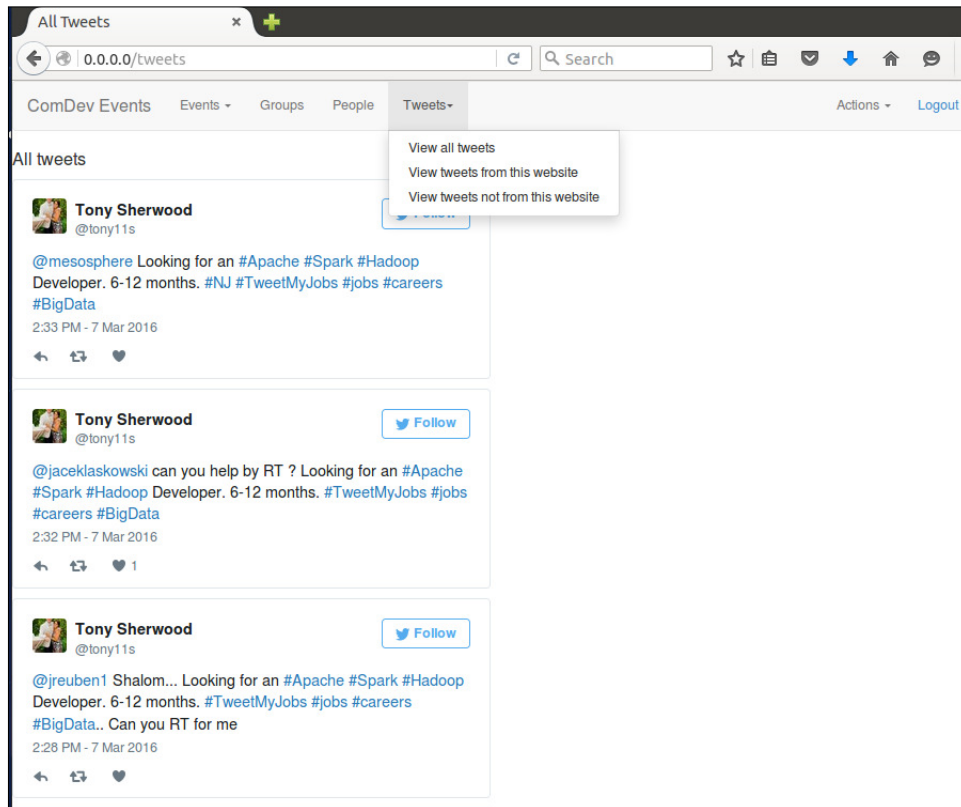 All Tweets
0.0.0.0/tweets
Search
ComDev Events Events Groups People Tweets Actions Logout
View all tweets
View tweets from this website
View tweets not from this website
All tweets
Tony Sherwood
@tony11s
Follow
@mesosphere Looking for an #Apache #Spark #Hadoop
Developer. 6-12 months. #NJ #TweetMyJobs #jobs #careers
#BigData
2:33 PM - 7 Mar 2016
Tony Sherwood
@tony11s
Follow
@jaceklaskowski can you help by RT ? Looking for an #Apache
#Spark #Hadoop Developer. 6-12 months. #TweetMyJobs #jobs
#careers #BigData
2:32 PM - 7 Mar 2016
1
Tony Sherwood
@tony11s
Follow
@jreuben1 Shalom... Looking for an #Apache #Spark #Hadoop
Developer. 6-12 months. #TweetMyJobs #jobs #careers
#BigData.. Can you RT for me
2:28 PM - 7 Mar 2016